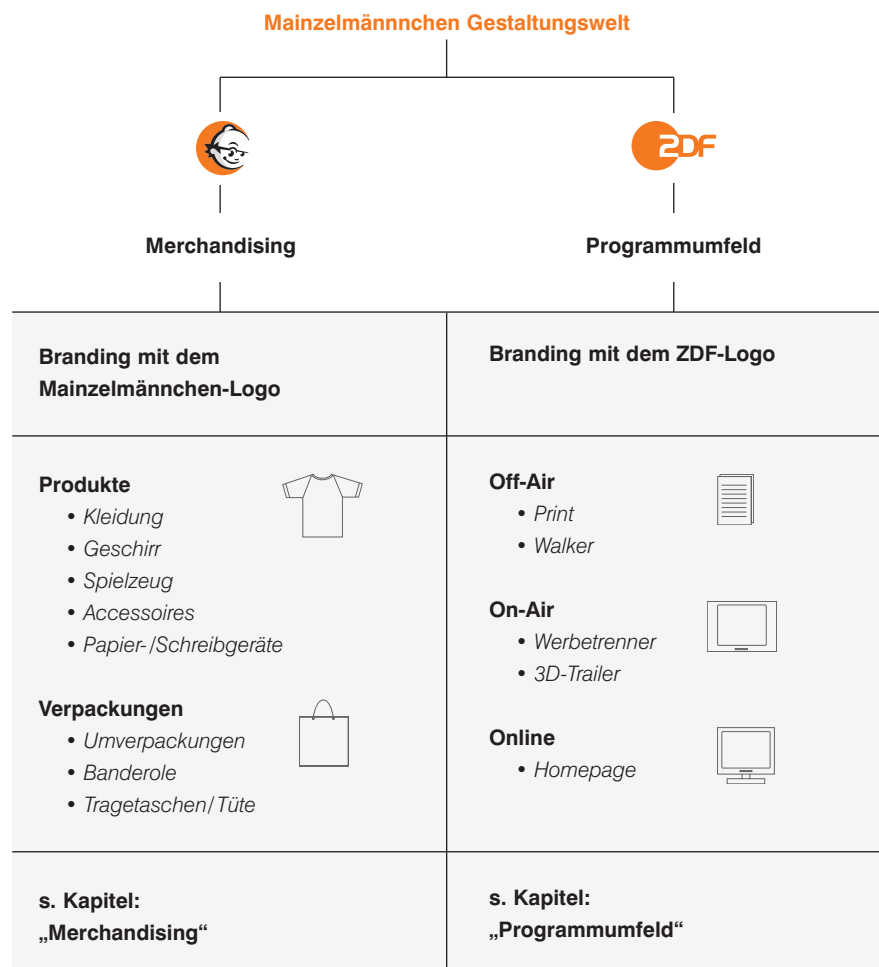 Mainzelmännnchen Gestaltungswelt
ZDF
Merchandising
Programmumfeld
Branding mit dem
Mainzelmännchen-Logo
Branding mit dem ZDF-Logo
Produkte
• Kleidung
• Geschirr
• Spielzeug
• Accessoires
• Papier-/Schreibgeräte
Verpackungen
• Umverpackungen
• Banderole
• Tragetaschen/Tüte
Off-Air
• Print
• Walker
On-Air
• Werbetrenner
• 3D-Trailer
Online
• Homepage
s. Kapitel:
„Merchandising“
s. Kapitel:
„Programmumfeld“